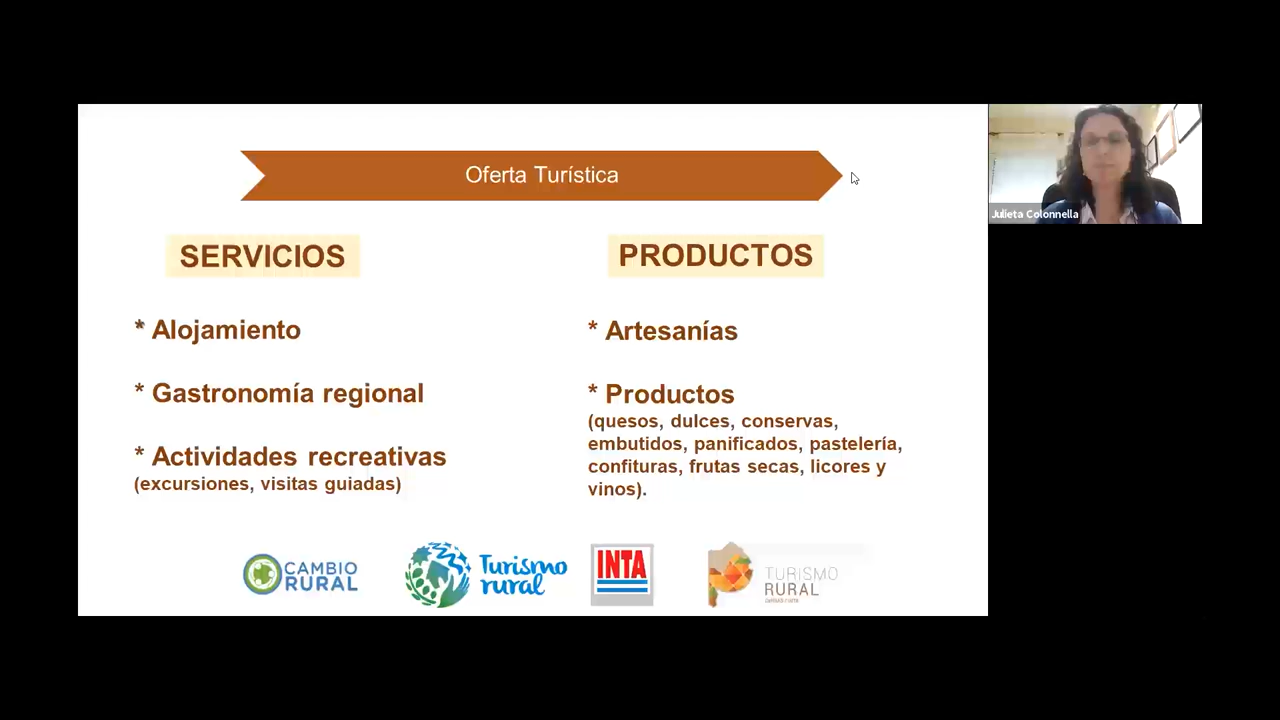 Oferta Turística
SERVICIOS
* Alojamiento
* Gastronomía regional
* Actividades recreativas
(excursiones, visitas guiadas)
PRODUCTOS
* Artesanías
* Productos
(quesos, dulces, conservas,
embutidos, panificados, pastelería,
confituras, frutas secas, licores y
vinos).
CAMBIO
RURAL
Turismo
rural
INTA
TURISMO
RURAL
Julieta Colonnella